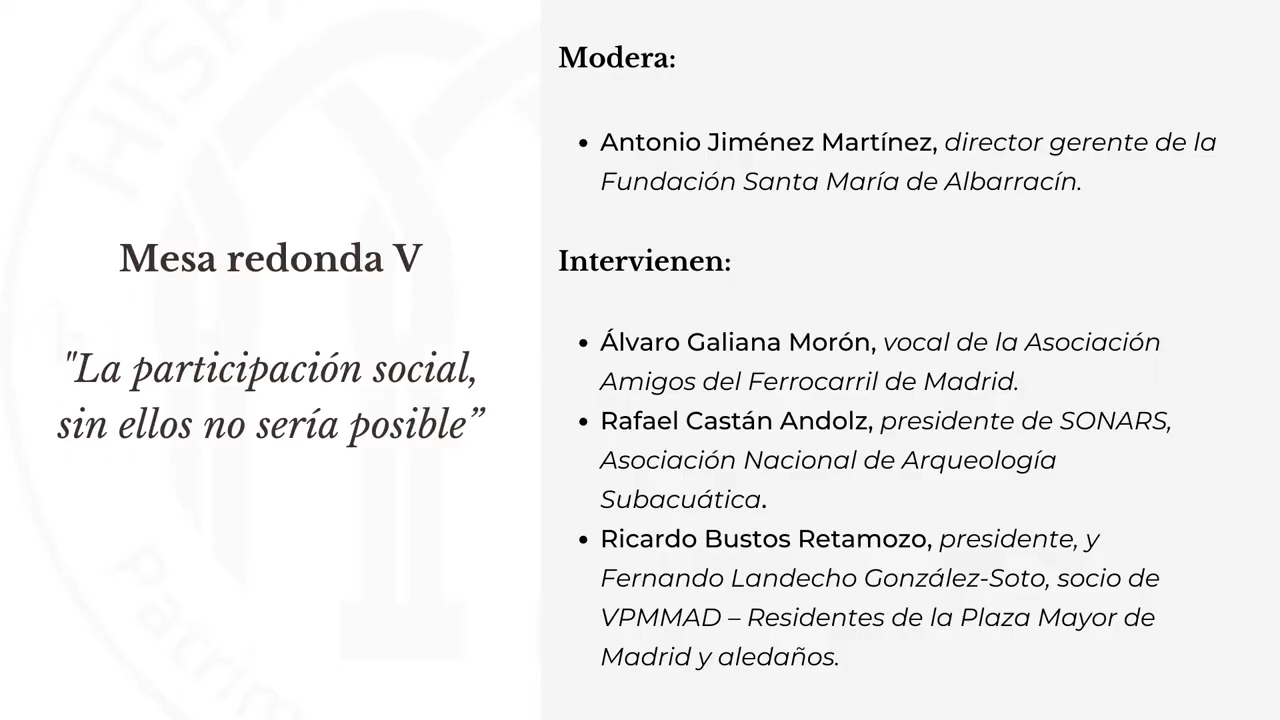 Mesa redonda V
"La participación social,
sin ellos no sería posible”
Modera:
• Antonio Jiménez Martínez, director gerente de la
Fundación Santa María de Albarracín.
Intervienen:
• Álvaro Galiana Morón, vocal de la Asociación
Amigos del Ferrocarril de Madrid.
• Rafael Castán Andolz, presidente de SONARS,
Asociación Nacional de Arqueología
Subacuática.
• Ricardo Bustos Retamozo, presidente, y
Fernando Landecho González-Soto, socio de
VPMMAD – Residentes de la Plaza Mayor de
Madrid y aledaños.